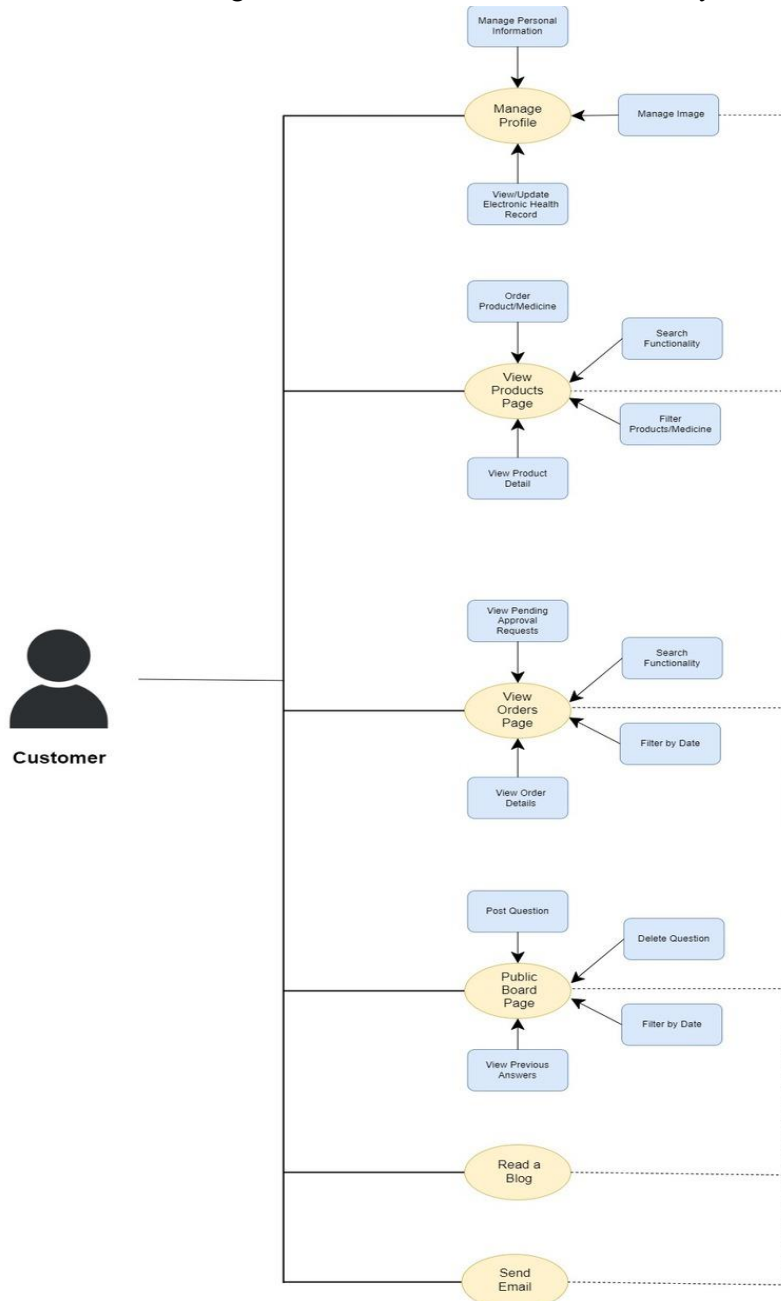 Manage Personal
Information
Manage
Profile
Manage Image
View/Update
Electronic Health
Record
Order
Product/Medicine
Search
Functionality
View
Products
Page
Filter
Products/Medicine
View Product
Detail
View Pending
Approval
Requests
Search
Functionality
View
Orders
Page
Filter by Date
View Order
Details
Customer
Post Question
Delete Question
Public
Board
Page
Filter by Date
View Previous
Answers
Read a
Blog
Send
Email